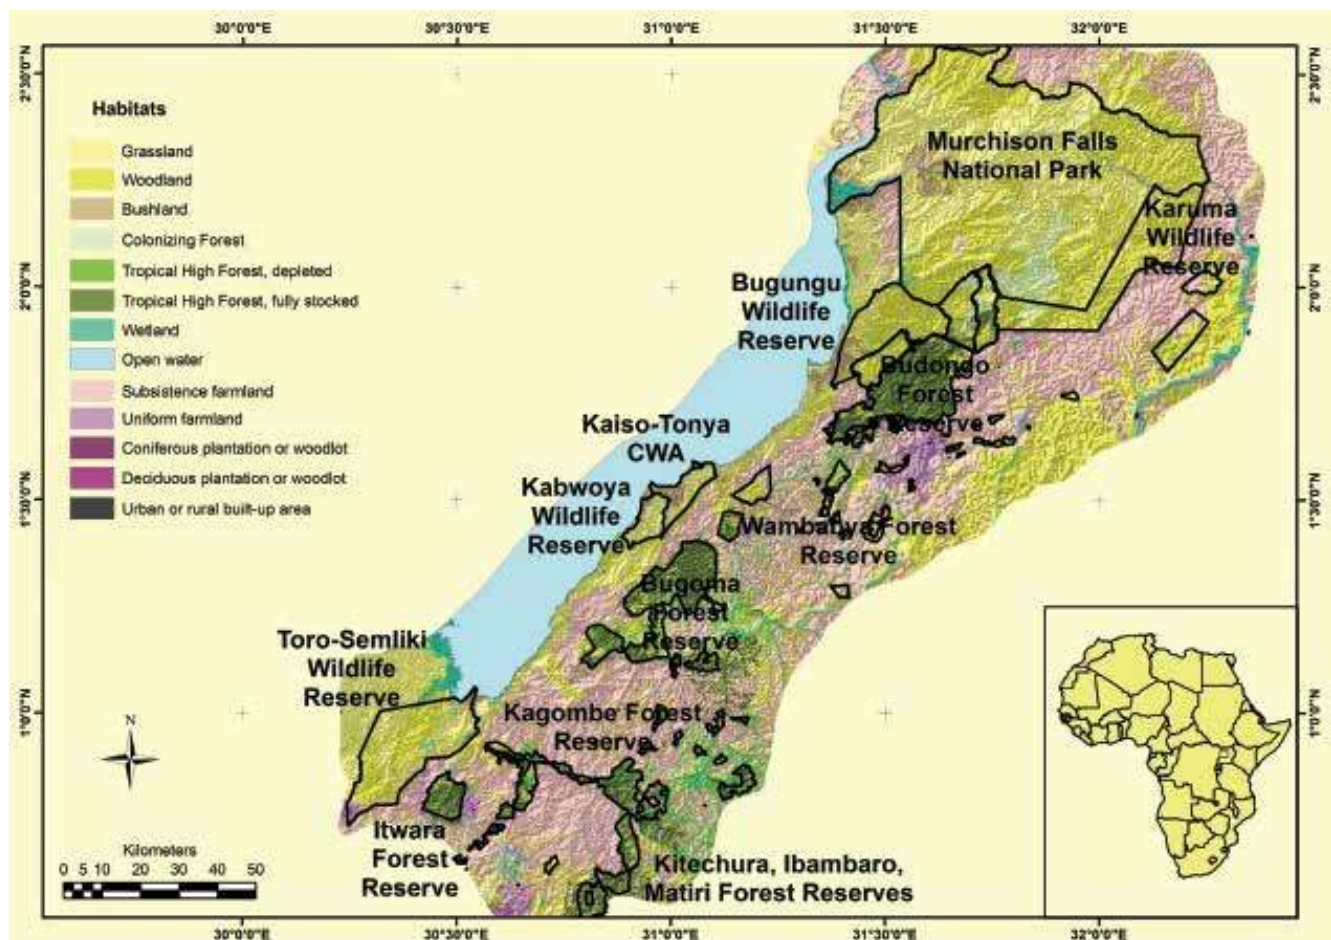 30°0'0"E 30°30'0"E 31°0'0"E 31°30'0"E 32°0'0"E
2°30'0"N 2°30'0"N
Habitats
Grassland
Woodland
Bushland
Colonizing Forest
Tropical High Forest, depleted
Tropical High Forest, fully stocked
Wetland
Open water
Subsistence farmland
Uniform farmland
Coniferous plantation or woodlot
Deciduous plantation or woodlot
Urban or rural built-up area
Murchison Falls
National Park
Karuma
Wildlife
Reserve
2°0'0"N 2°0'0"N
Bugungu
Wildlife
Reserve
Budongo
Forest
Reserve
Kaiso-Tonya
CWA
Kabwoya
Wildlife
Reserve
1°30'0"N 1°30'0"N
Wambabya Forest
Reserve
Bugoma
Forest
Reserve
Toro-Semliki
Wildlife
Reserve
1°0'0"N 1°0'0"N
Kagombe Forest
Reserve
N
Itwara
Forest
Reserve
Kitechura, Ibambaro,
Matiri Forest Reserves
Kilometers
0 5 10 20 30 40 50
30°0'0"E 30°30'0"E 31°0'0"E 31°30'0"E 32°0'0"E